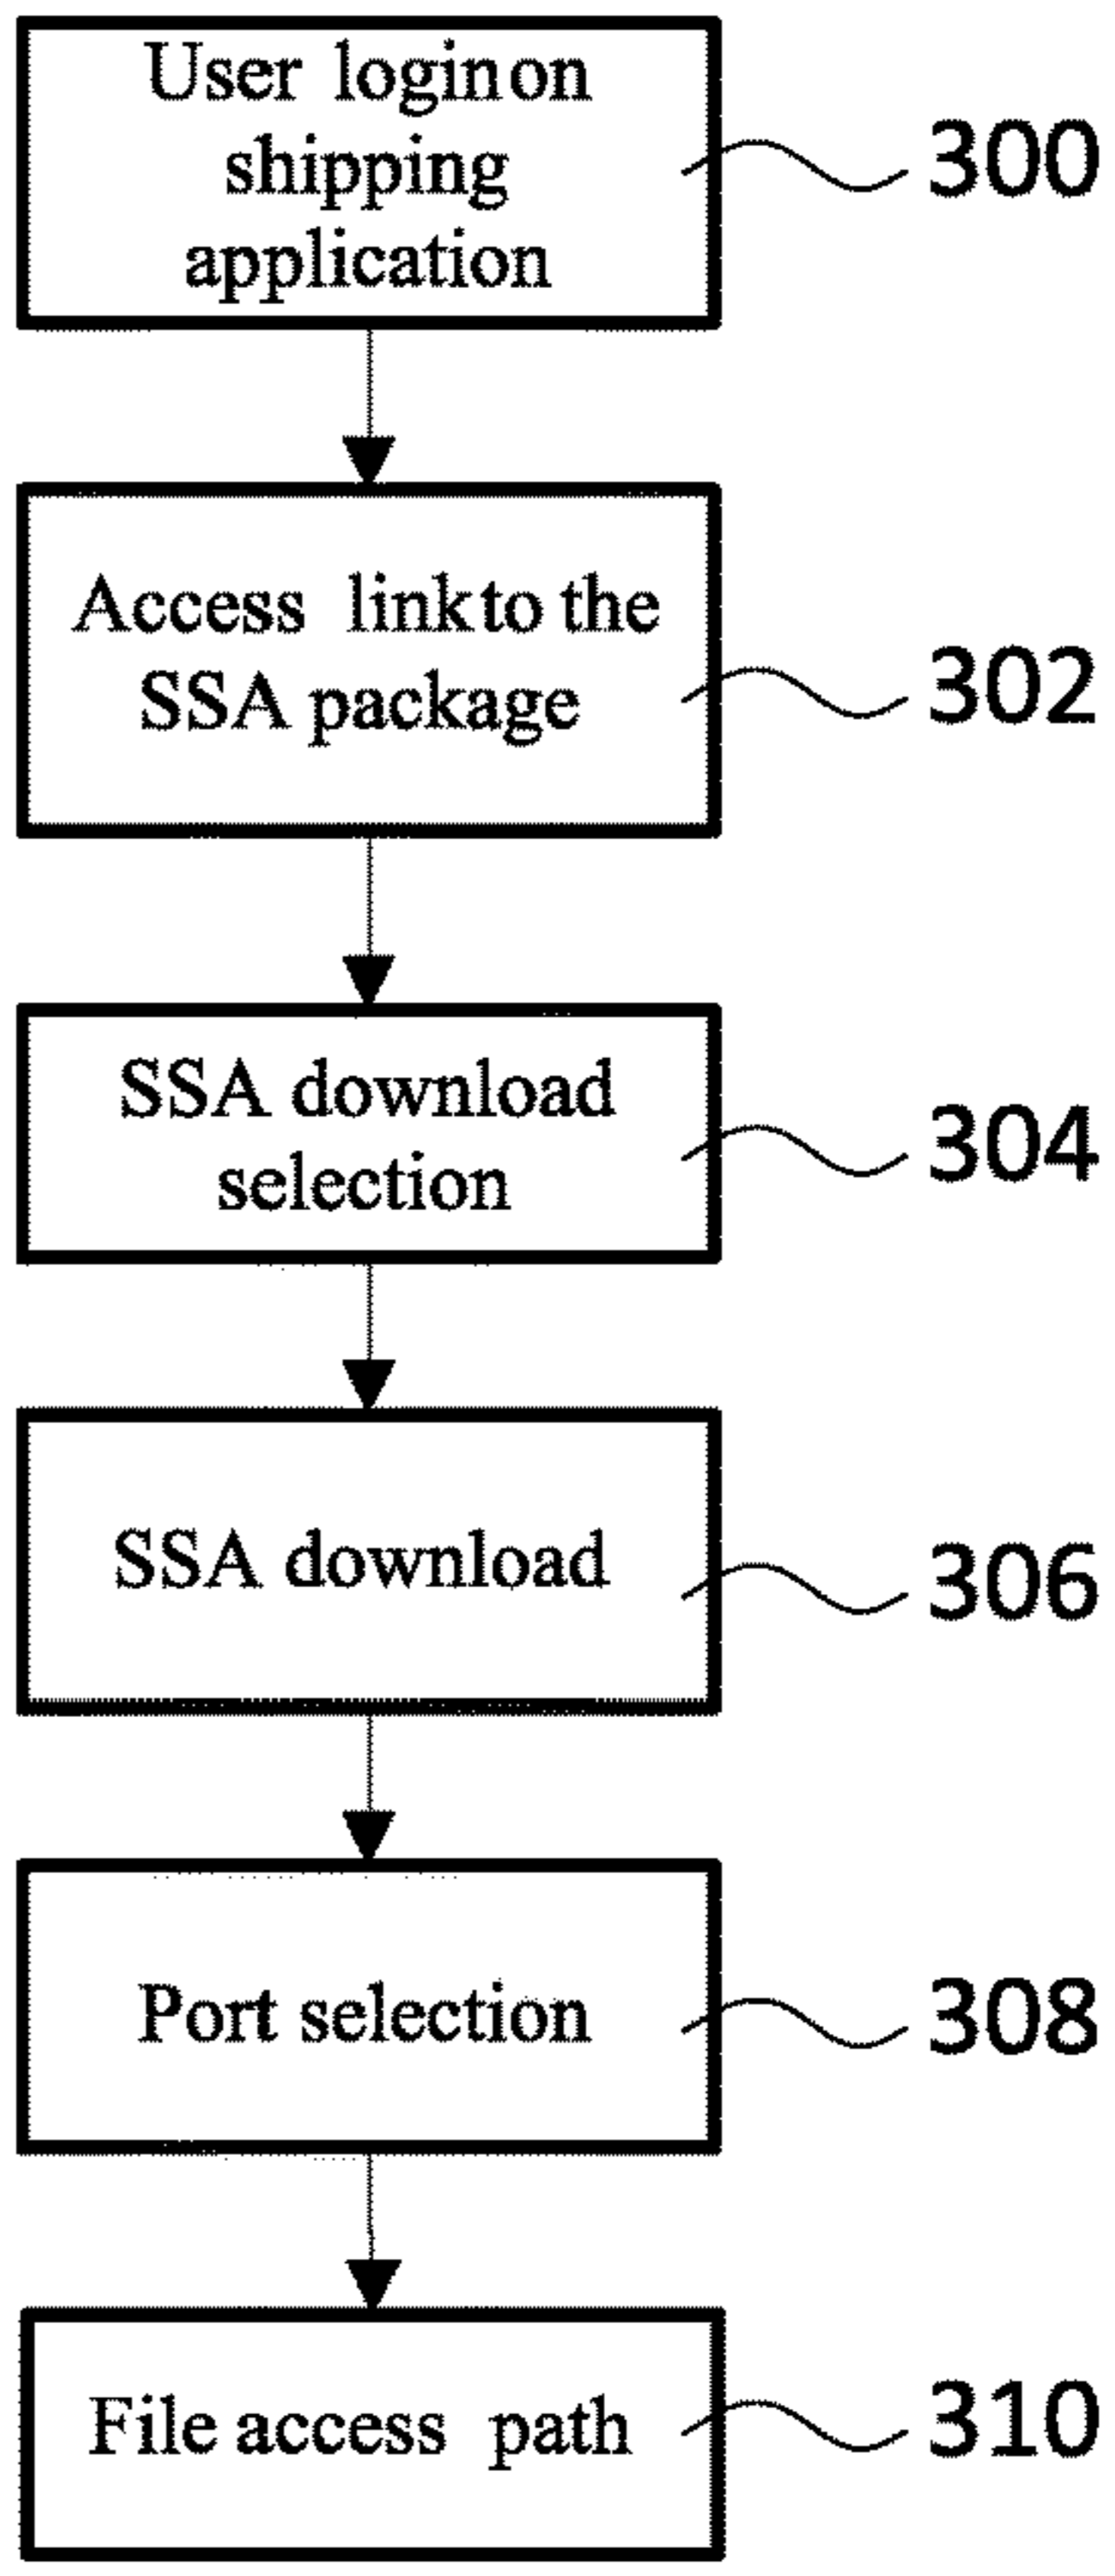 User login on
shipping
application
300
Access link to the
SSA package
302
SSA download
selection
304
SSA download
306
Port selection
308
File access path
310